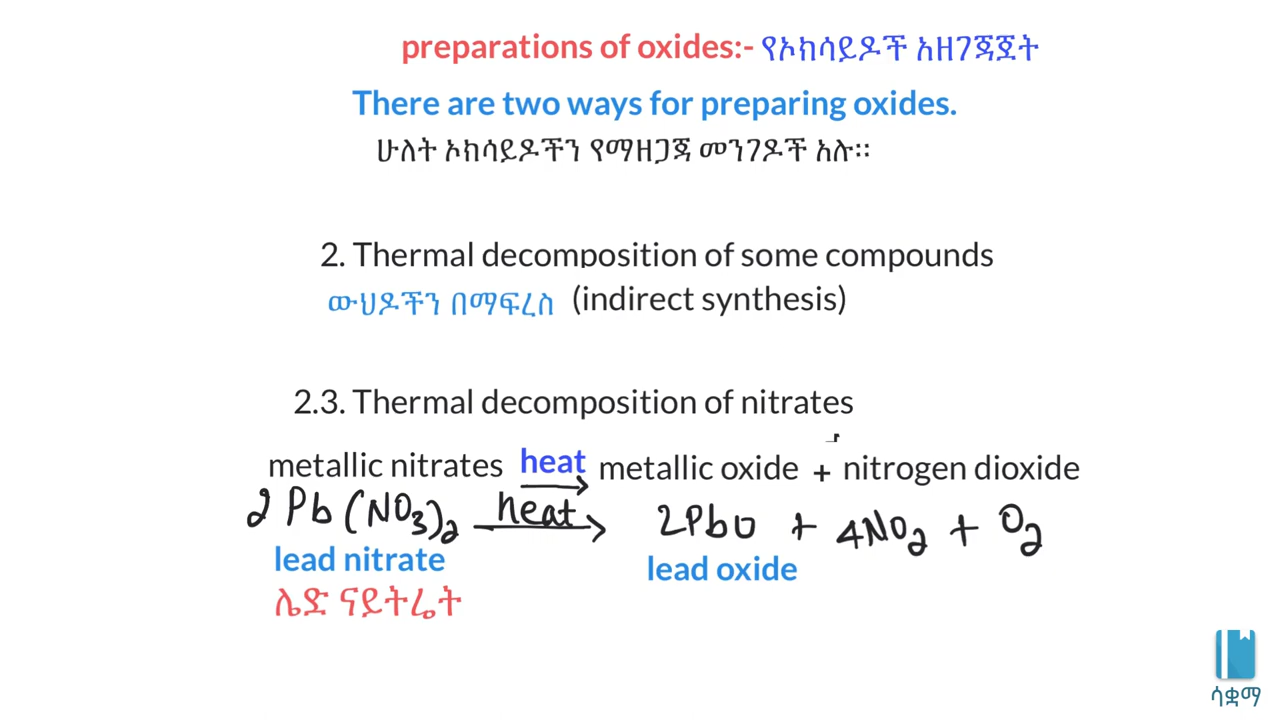 preparations of oxides:- የኦክሳይዶች አዘገጃጀት
There are two ways for preparing oxides.
ሁለት ኦክሳይዶችን የማዘጋጃ መንገዶች አሉ፡፡
2. Thermal decomposition of some compounds
ውህዶችን በማፍረስ (indirect synthesis)
2.3. Thermal decomposition of nitrates
metallic nitrates heat metallic oxide + nitrogen dioxide
2 Pb (NO3)2 heat → 2PbO + 4NO2 + O2
lead nitrate lead oxide
ሌድ ናይትሬት
ሳቋማ